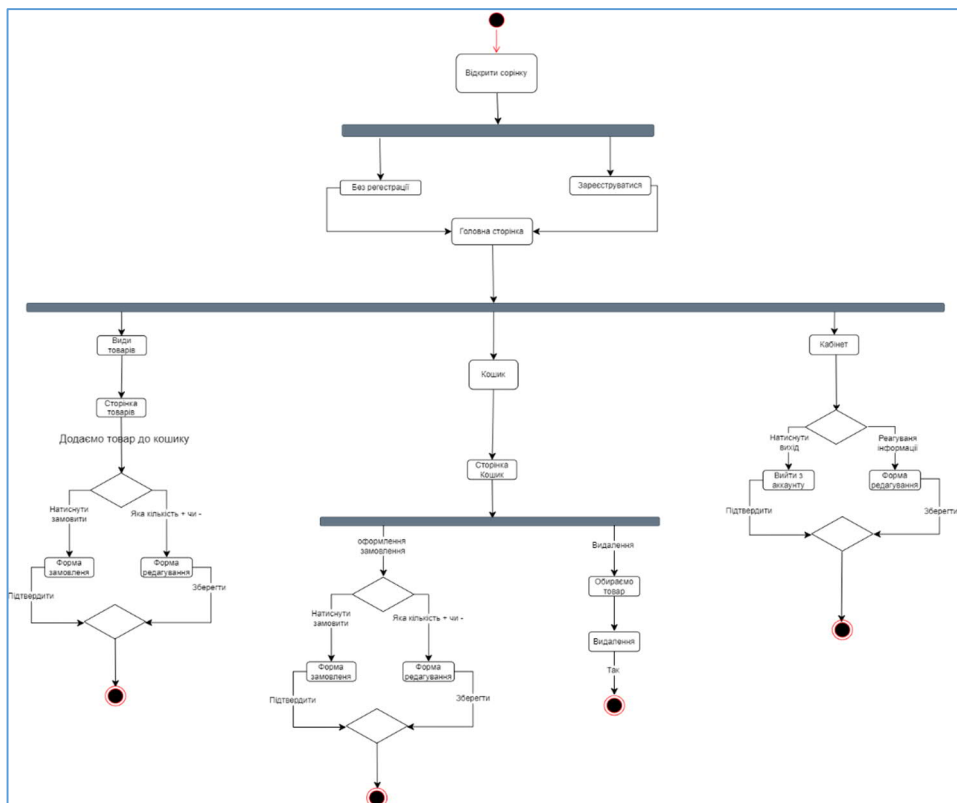 Відкрити сорінку
Без регестрації
Зареєструватися
Головна сторінка
Види
товарів
Кошик
Кабінет
Сторінка
товарів
Додаємо товар до кошику
Натиснути
замовити
Яка кількість + чи -
Форма
замовленя
Форма
редагування
Підтвердити
Зберегти
Сторінка
Кошик
оформлення
замовлення
Натиснути
замовити
Яка кількість + чи -
Форма
замовленя
Форма
редагування
Підтвердити
Зберегти
Видалення
Обираємо
товар
Видалення
Так
Натиснути
вихід
Реагуваня
інформації
Вийти з
аккаунту
Форма
редагування
Підтвердити
Зберегти